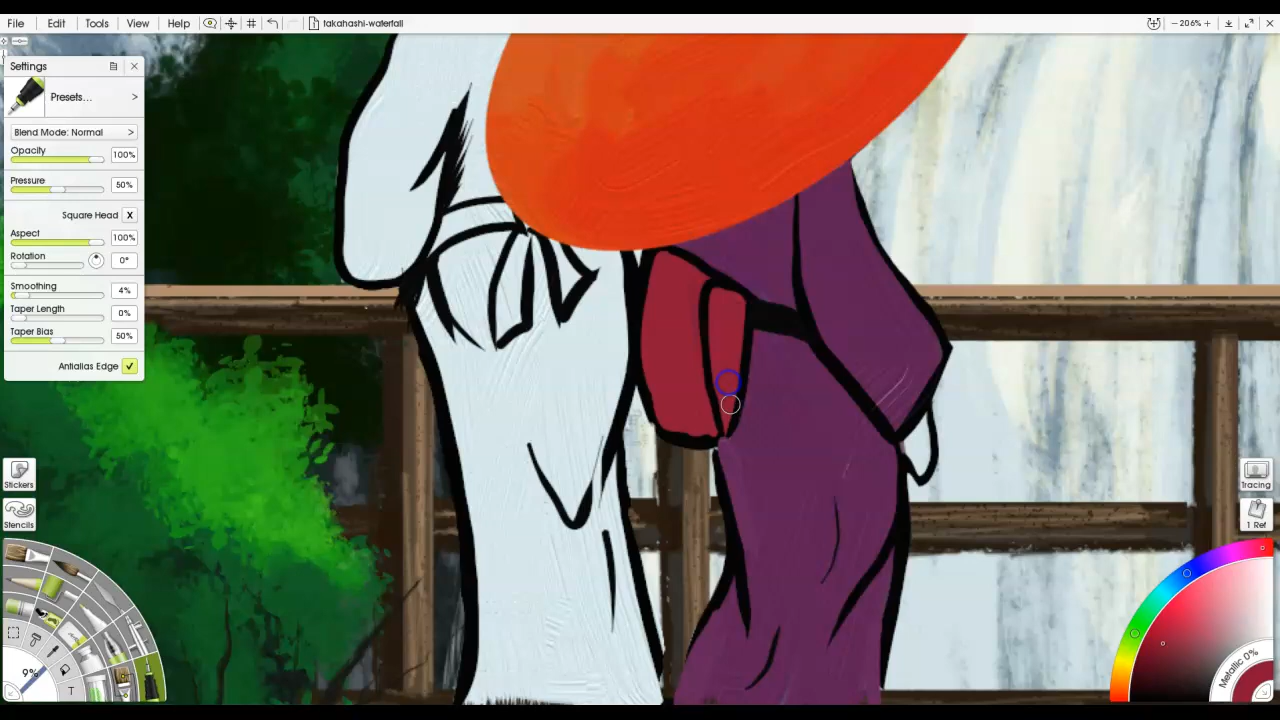 File Edit Tools View Help takahashi-waterfall 206%
Settings
Presets... >
Blend Mode: Normal >
Opacity
100%
Pressure
50%
Square Head X
Aspect
100%
Rotation
0°
Smoothing
4%
Taper Length
0%
Taper Bias
50%
Antialias Edge
Stickers
Stencils
Tracing
1 Ref
9%
T
Metallic 0%